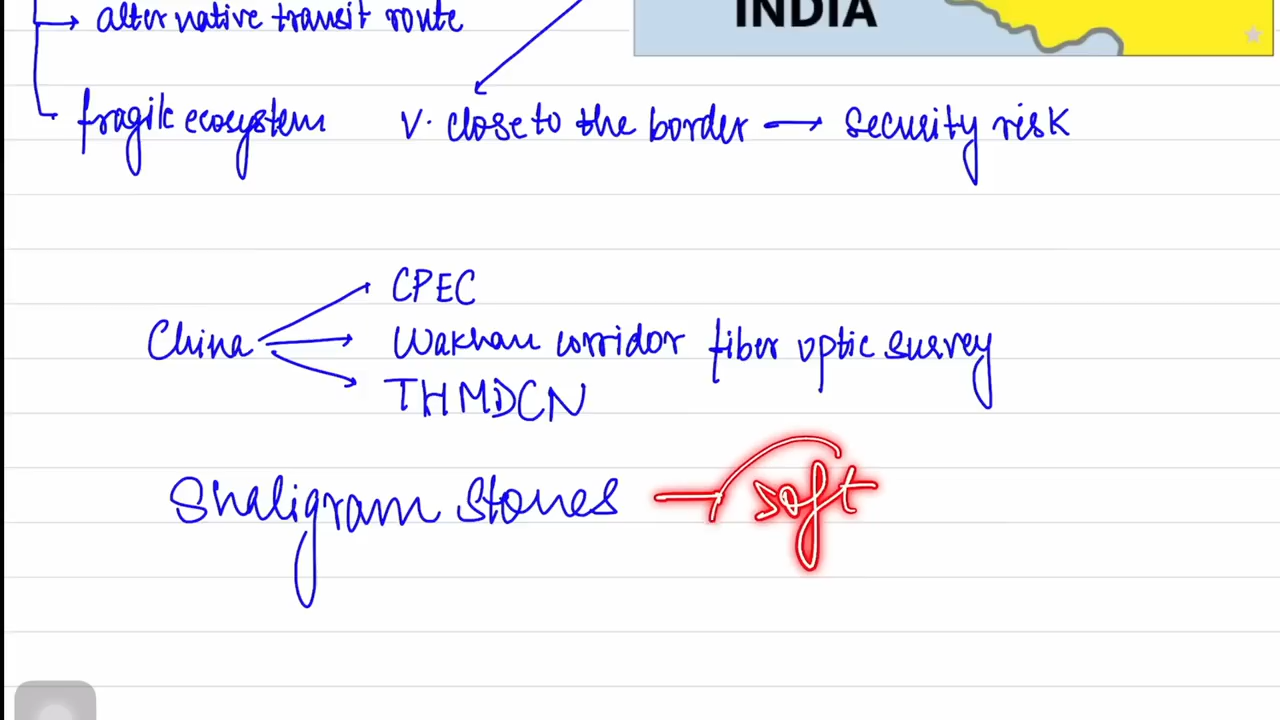 alternative transit route
INDIA
fragile ecosystem V. close to the border → security risk
CPEC
China Wakhan corridor fiber optic survey
THMDCN
Shaligram stones → soft